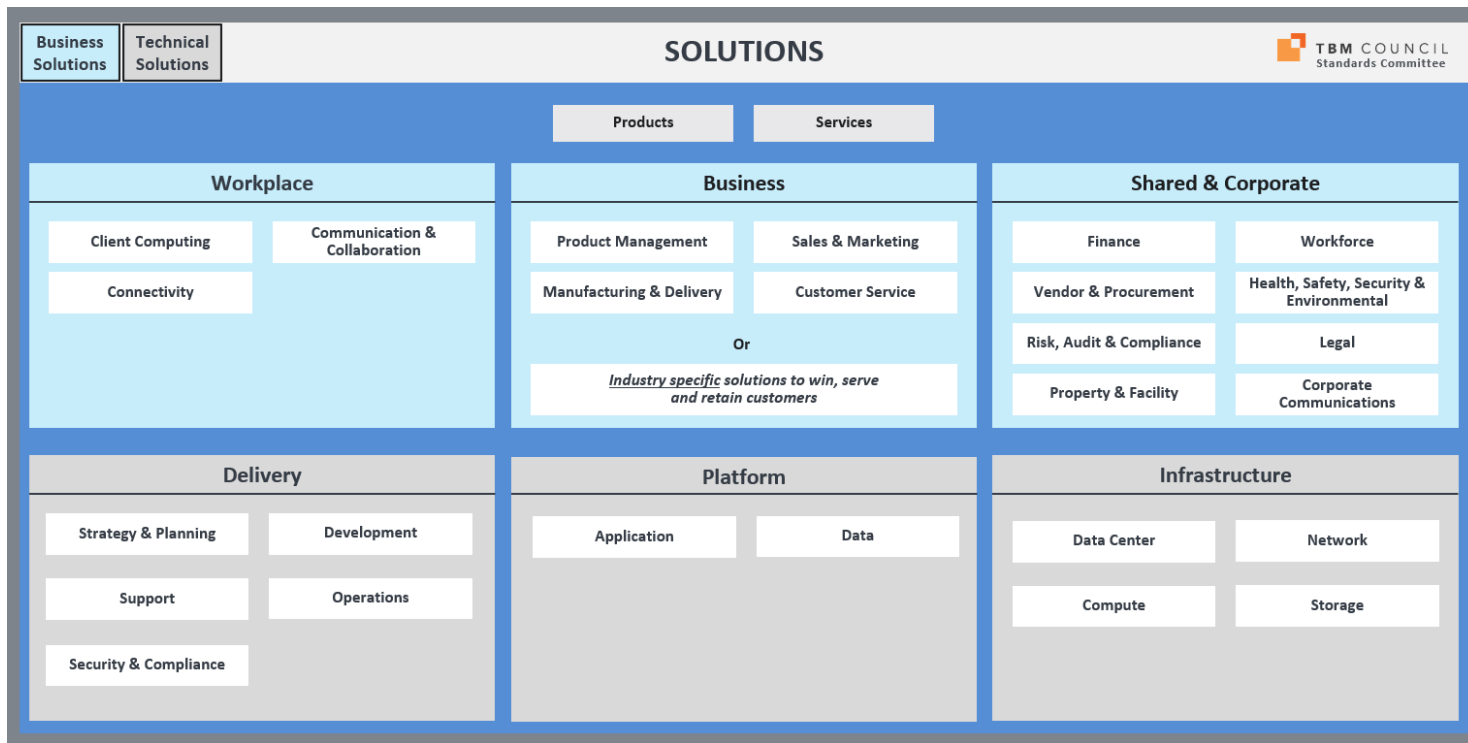 Business
Solutions
Technical
Solutions
SOLUTIONS
TBM COUNCIL
Standards Committee
Products
Services
Workplace
Client Computing
Communication &
Collaboration
Connectivity
Business
Product Management
Sales & Marketing
Manufacturing & Delivery
Customer Service
Or
Industry specific solutions to win, serve
and retain customers
Shared & Corporate
Finance
Workforce
Vendor & Procurement
Health, Safety, Security &
Environmental
Risk, Audit & Compliance
Legal
Property & Facility
Corporate
Communications
Delivery
Strategy & Planning
Development
Support
Operations
Security & Compliance
Platform
Application
Data
Infrastructure
Data Center
Network
Compute
Storage